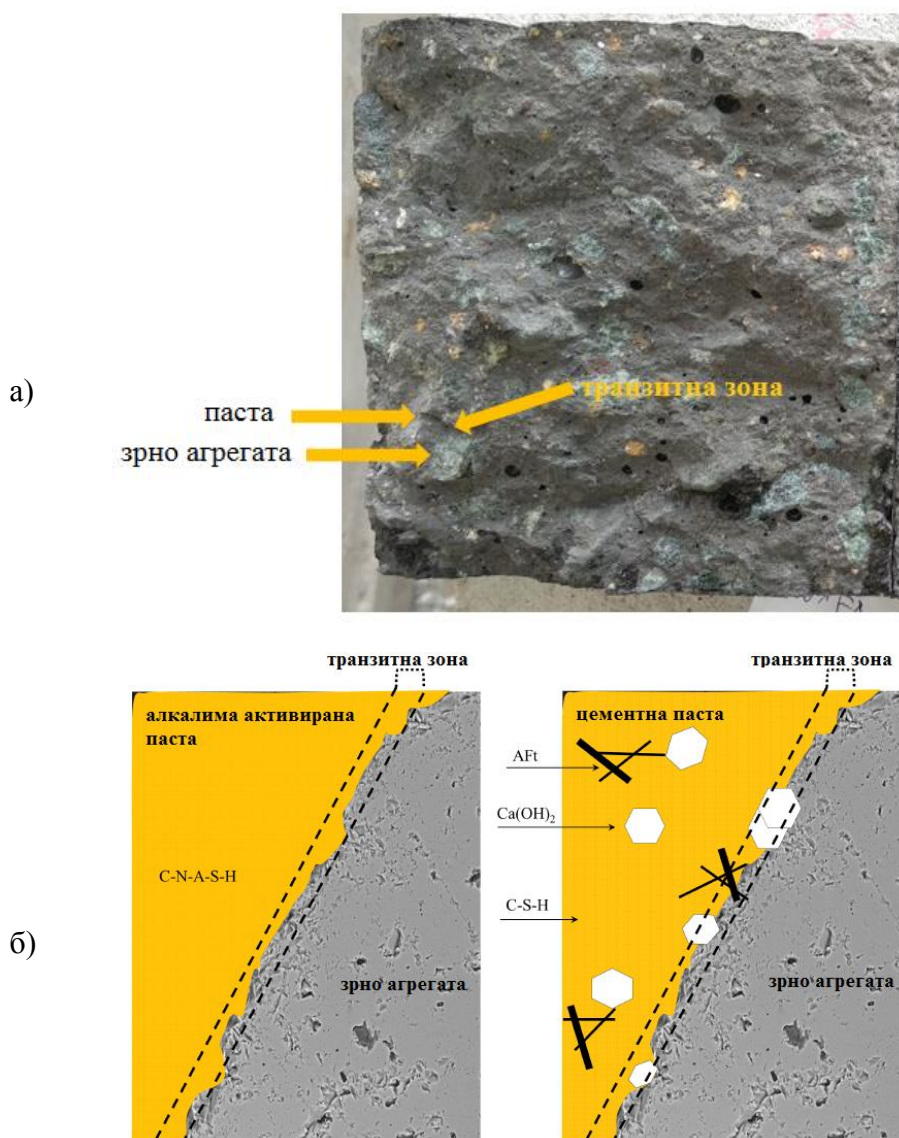 а)
транзитна зона
паста
зрно агрегата
транзитна зона
транзитна зона
алкалима активирана
паста
цементна паста
AFt
Ca(OH)₂
C-N-A-S-H
C-S-H
б)
зрно агрегата
зрно агрегата